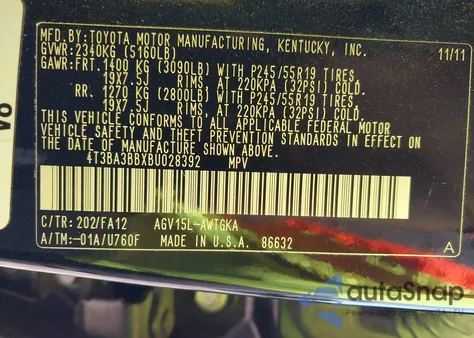 MFD.BY:TOYOTA MOTOR MANUFACTURING, KENTUCKY, INC.
GVWR:2340KG (5160LB) 11/11
GAWR:FRT.1400 KG (3090LB) WITH P245/55R19 TIRES,
19X7.5J RIMS, AT 220KPA (32PSI) COLD
RR. 1270 KG (2800LB) WITH P245/55R19 TIRES,
19X7.5J RIMS, AT 220KPA (32PSI) COLD
THIS VEHICLE CONFORMS TO ALL APPLICABLE FEDERAL MOTOR
VEHICLE SAFETY AND THEFT PREVENTION STANDARDS IN EFFECT ON
THE DATE OF MANUFACTURE SHOWN ABOVE.
4T3BA3BBXBU028392 MPV
C/TR:202/FA12 AGV15L-AWTGKA
A/TM:-01A/U760F MADE IN U.S.A. 86632 A
autoSnap